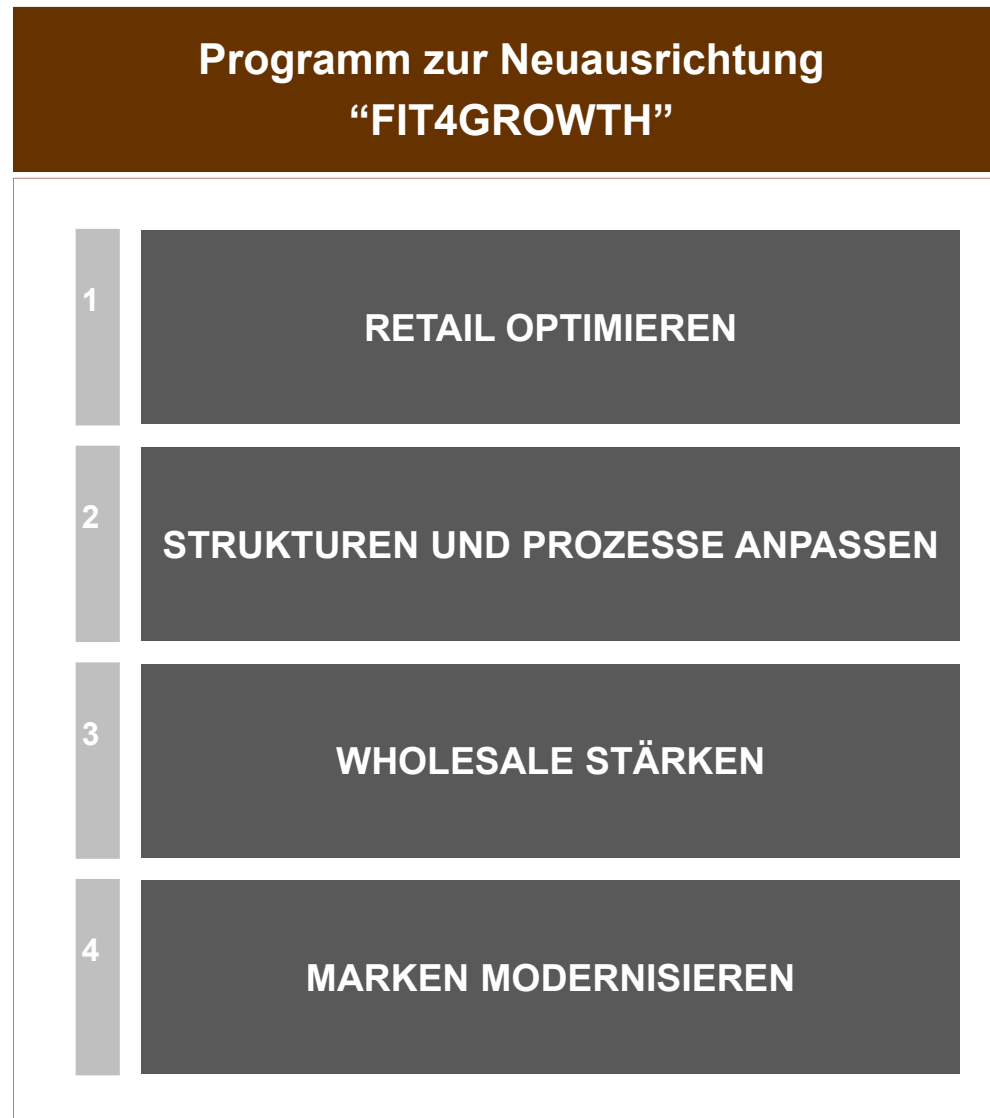 Programm zur Neuausrichtung
“FIT4GROWTH”
1
RETAIL OPTIMIEREN
2
STRUKTUREN UND PROZESSE ANPASSEN
3
WHOLESALE STÄRKEN
4
MARKEN MODERNISIEREN